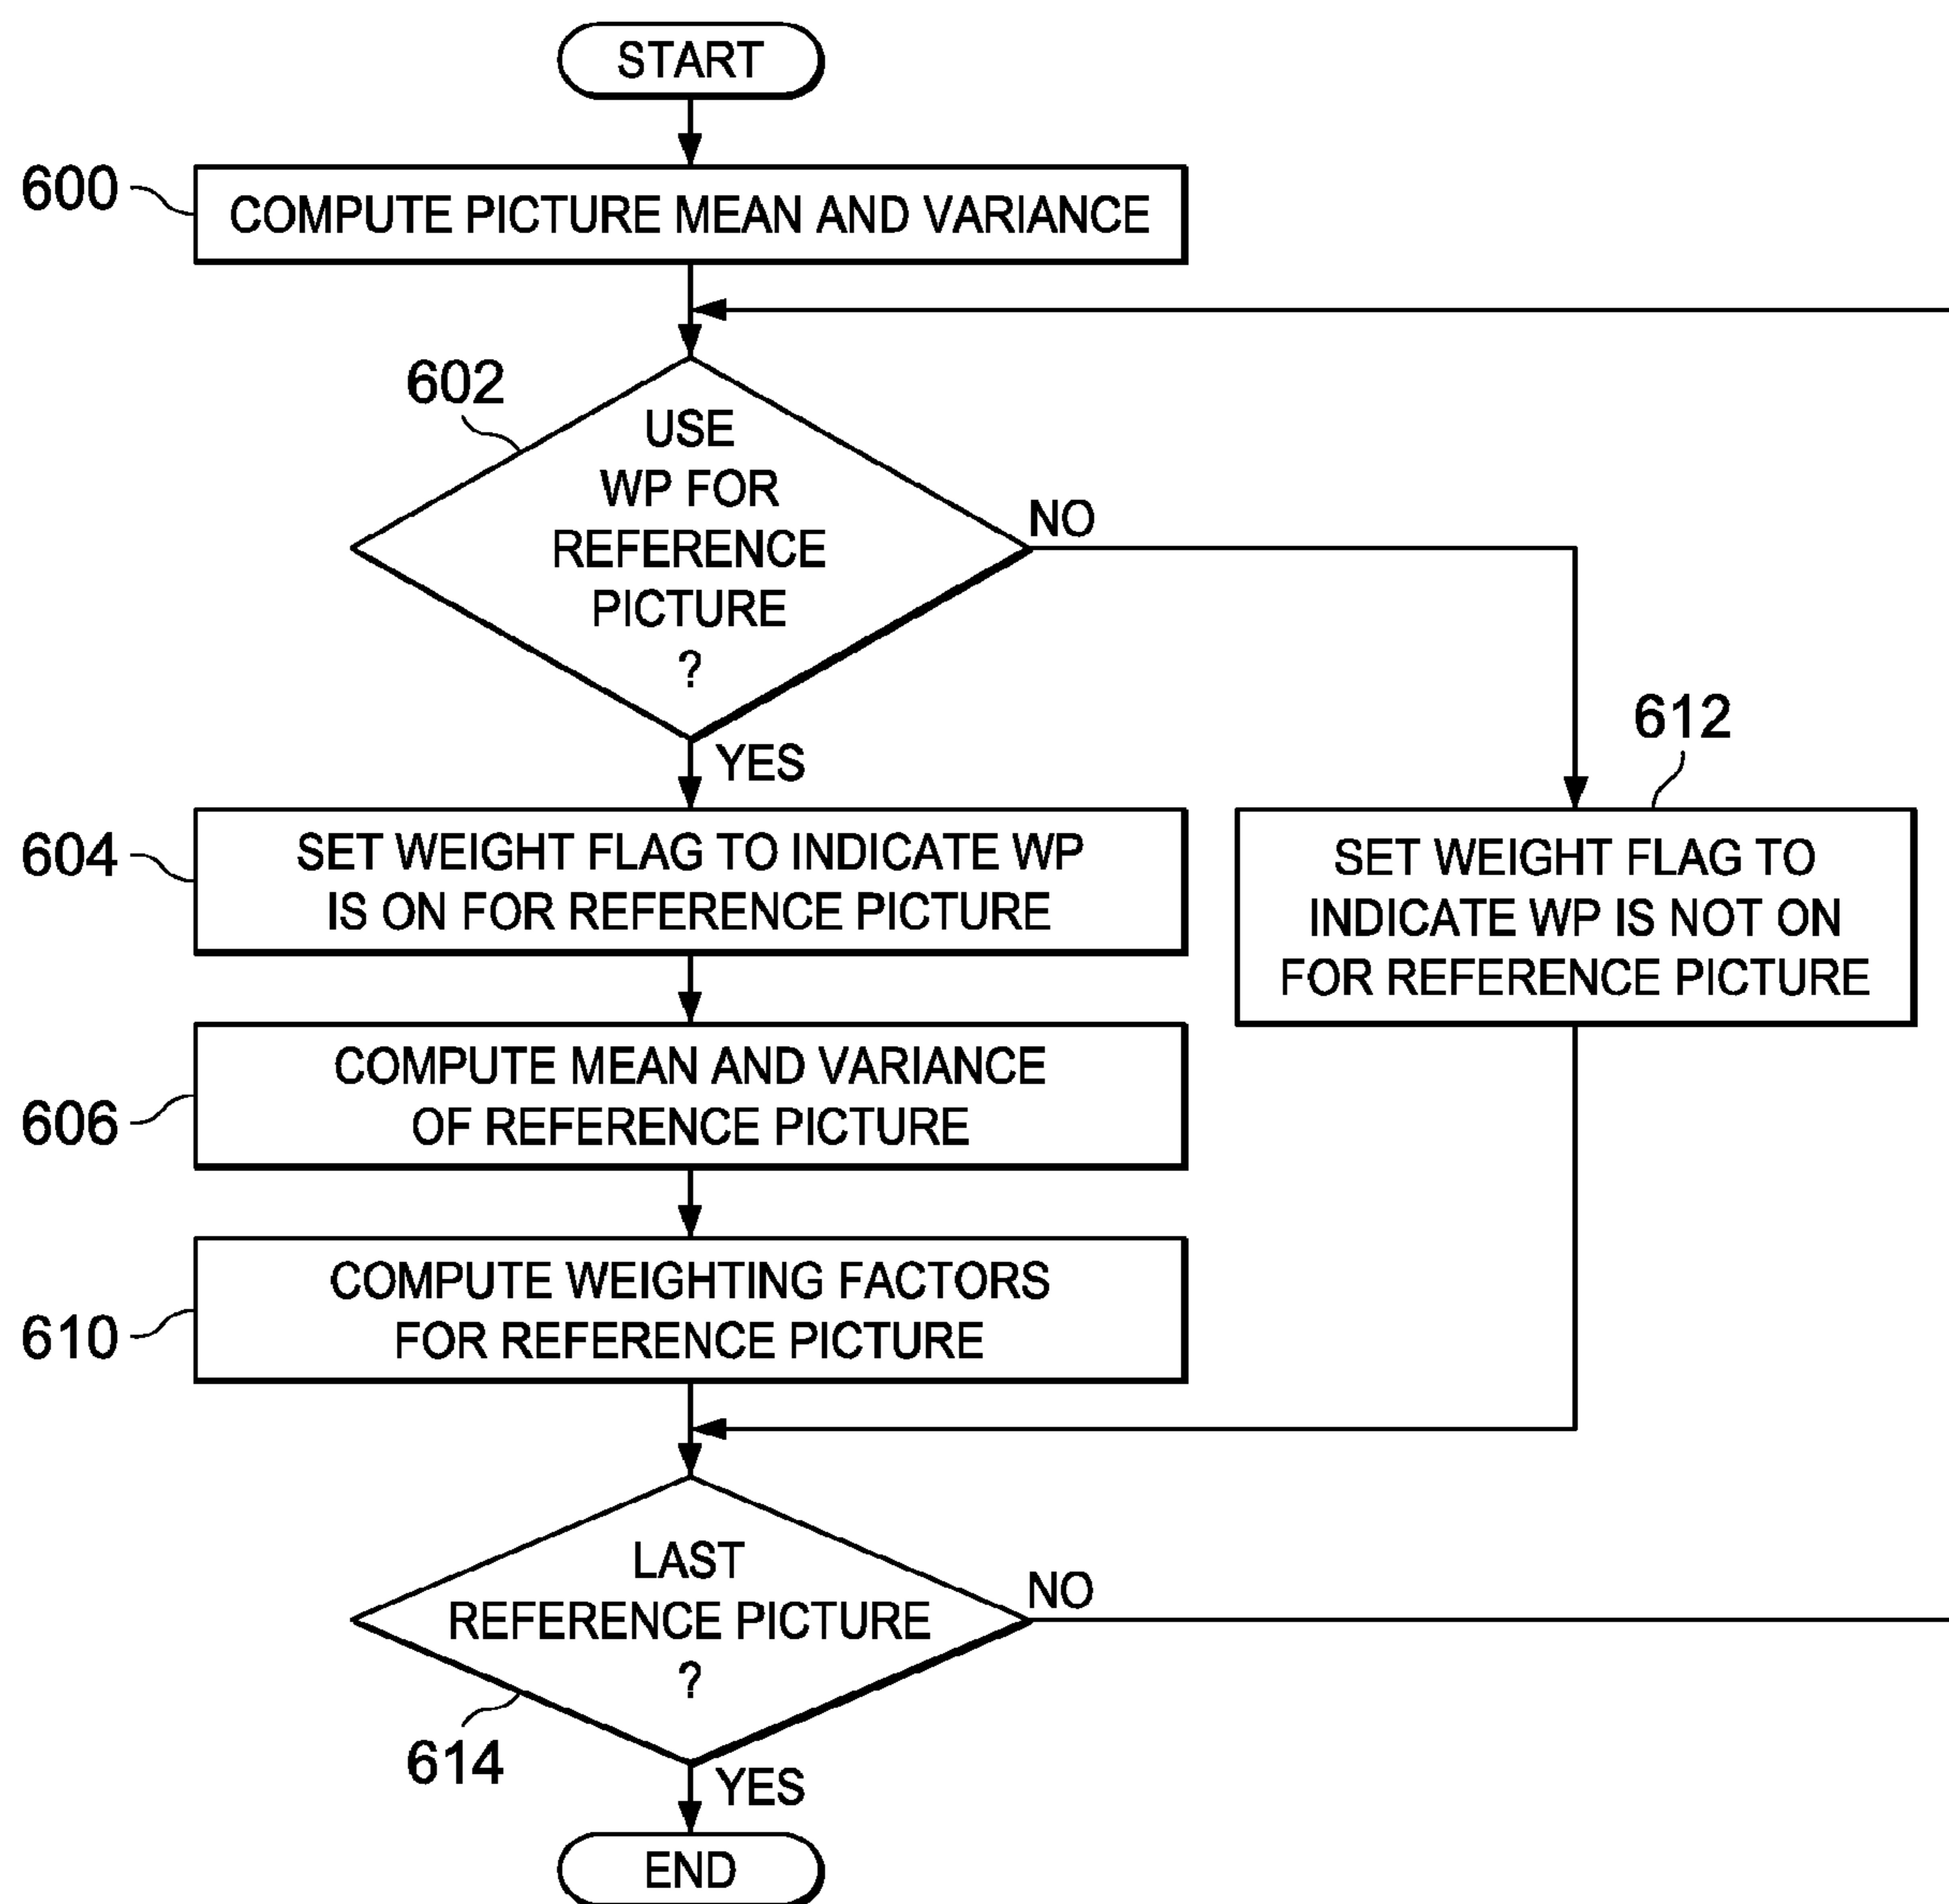 START
600
COMPUTE PICTURE MEAN AND VARIANCE
602
USE
WP FOR
REFERENCE
PICTURE
?
NO
YES
612
604
SET WEIGHT FLAG TO INDICATE WP
IS ON FOR REFERENCE PICTURE
SET WEIGHT FLAG TO
INDICATE WP IS NOT ON
FOR REFERENCE PICTURE
606
COMPUTE MEAN AND VARIANCE
OF REFERENCE PICTURE
610
COMPUTE WEIGHTING FACTORS
FOR REFERENCE PICTURE
LAST
REFERENCE PICTURE
?
NO
614
YES
END